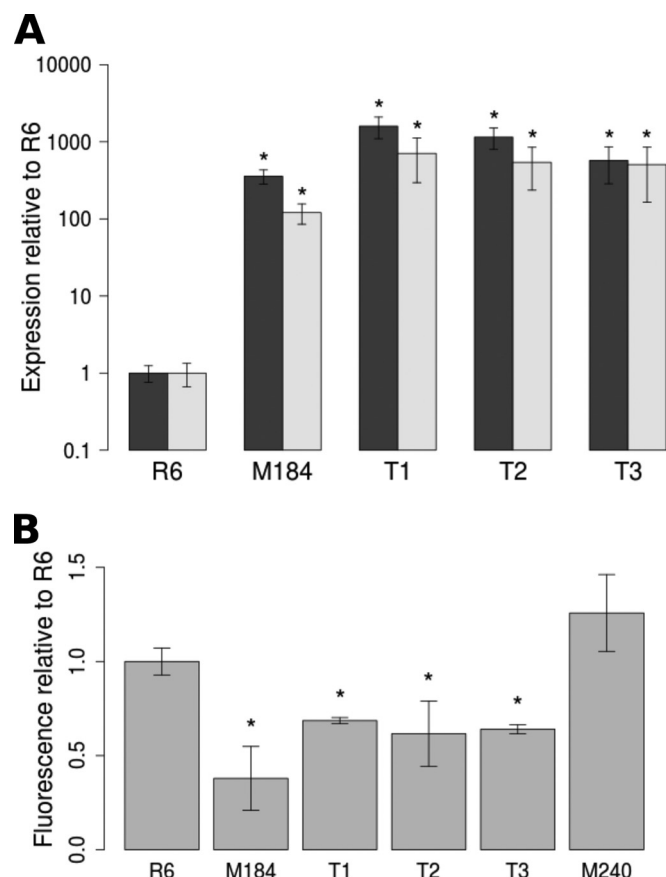 A
Expression relative to R6
10000
1000
100
10
1
0.1
* * * * * * * *
R6 M184 T1 T2 T3
B
Fluorescence relative to R6
1.5
1.0
0.5
0.0
* * * *
R6 M184 T1 T2 T3 M240